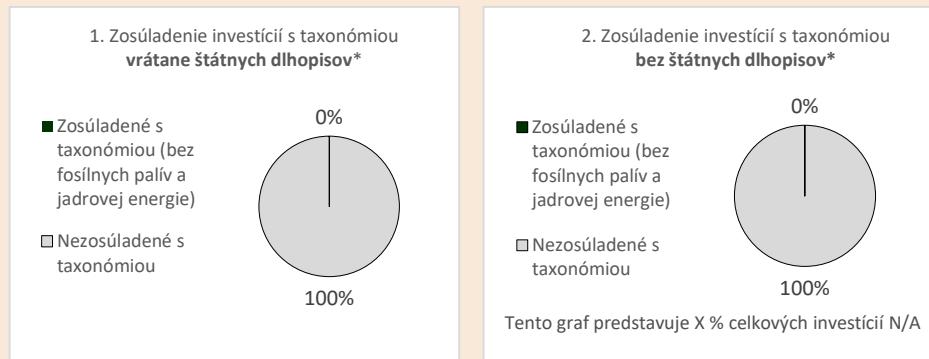 1. Zosúladenie investícií s taxonómiou
vrátane štátnych dlhopisov*
Zosúladené s
taxonómiou (bez
fosílnych palív a
jadrovej energie)
Nezosúladené s
taxonómiou
0%
100%
2. Zosúladenie investícií s taxonómiou
bez štátnych dlhopisov*
Zosúladené s
taxonómiou (bez
fosílnych palív a
jadrovej energie)
Nezosúladené s
taxonómiou
0%
100%
Tento graf predstavuje X % celkových investícií N/A